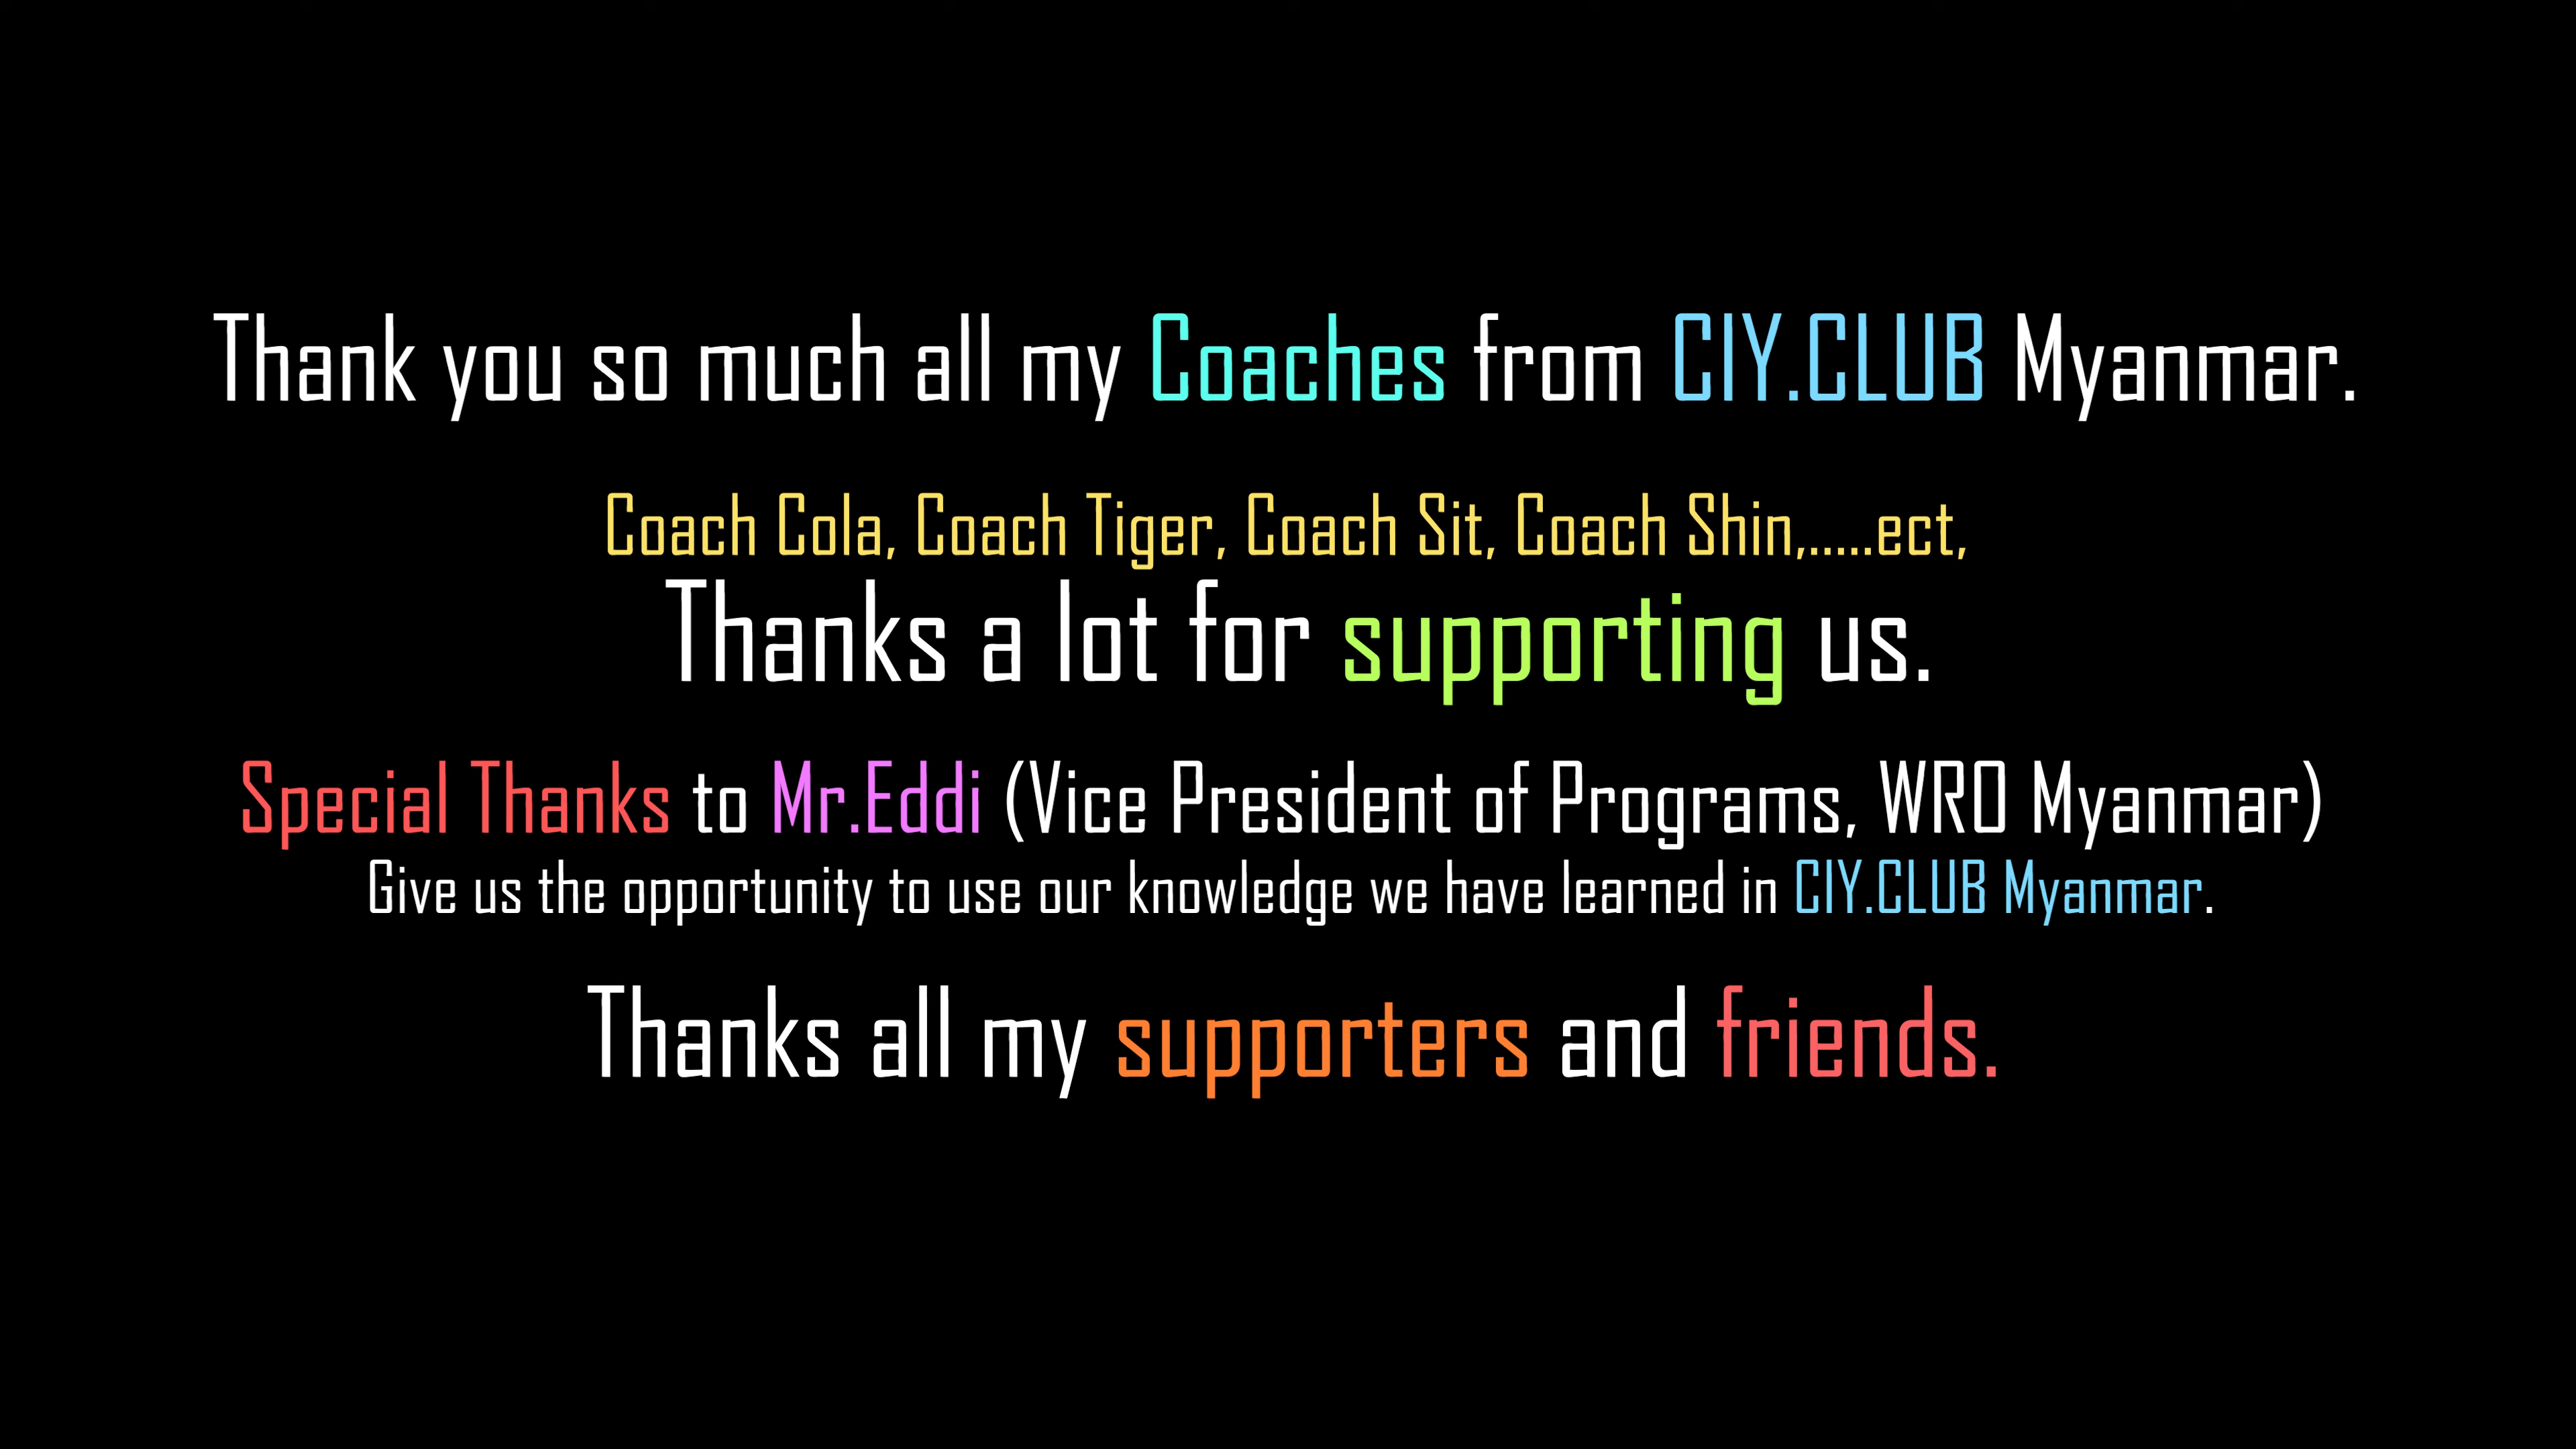 Thank you so much all my Coaches from CIY.CLUB Myanmar.
Coach Cola, Coach Tiger, Coach Sit, Coach Shin,......ect,
Thanks a lot for supporting us.
Special Thanks to Mr.Eddi (Vice President of Programs, WRO Myanmar)
Give us the opportunity to use our knowledge we have learned in CIY.CLUB Myanmar.
Thanks all my supporters and friends.